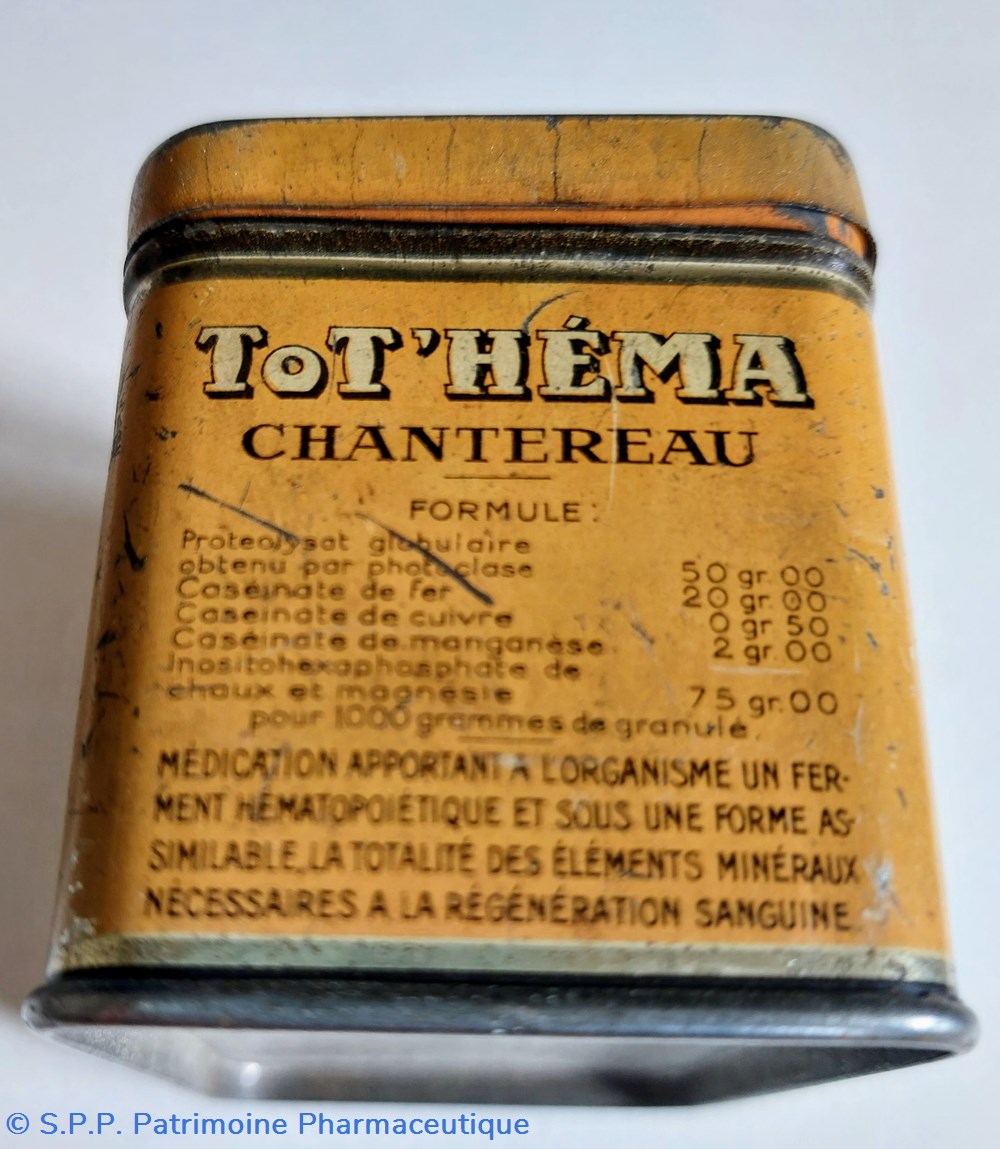 ToT'HÉMA
CHANTEREAU
FORMULE:
Proteolysat globulaire
obtenu par photoclase 50 gr. 00
Caséinate de fer 20 gr. 00
Caseinate de cuivre 0 gr 50
Caséinate de manganèse. 2 gr. 00
Inositohexaphosphate de
chaux et magnésie 75 gr. 00
pour 1000 grammes de granulé.
MÉDICATION APPORTANT A L'ORGANISME UN FER-
MENT HÉMATOPOIÉTIQUE ET SOUS UNE FORME AS-
SIMILABLE, LA TOTALITÉ DES ÉLÉMENTS MINÉRAUX
NÉCESSAIRES A LA RÉGÉNÉRATION SANGUINE.
© S.P.P. Patrimoine Pharmaceutique